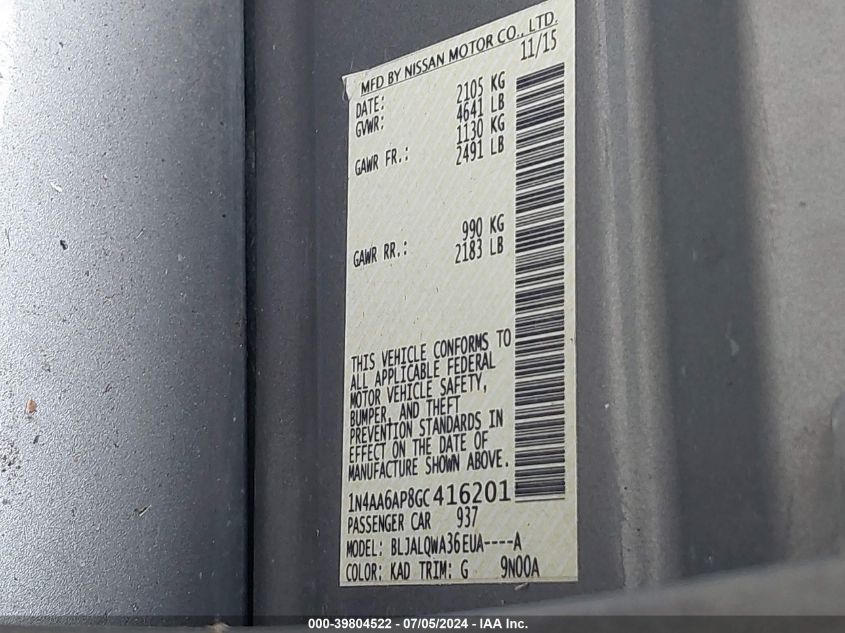 MFD BY NISSAN MOTOR CO., LTD.
DATE: 11/15
GVWR: 2105 KG
4641 LB
GAWR FR.: 1130 KG
2491 LB
GAWR RR.: 990 KG
2183 LB
THIS VEHICLE CONFORMS TO
ALL APPLICABLE FEDERAL
MOTOR VEHICLE SAFETY,
BUMPER, AND THEFT
PREVENTION STANDARDS IN
EFFECT ON THE DATE OF
MANUFACTURE SHOWN ABOVE.
1N4AA6AP8GC416201
PASSENGER CAR 937
MODEL: BLJALQWA36EUA----A
COLOR: KAD TRIM: G 9N00A
000-39804522 - 07/05/2024 - IAA Inc.